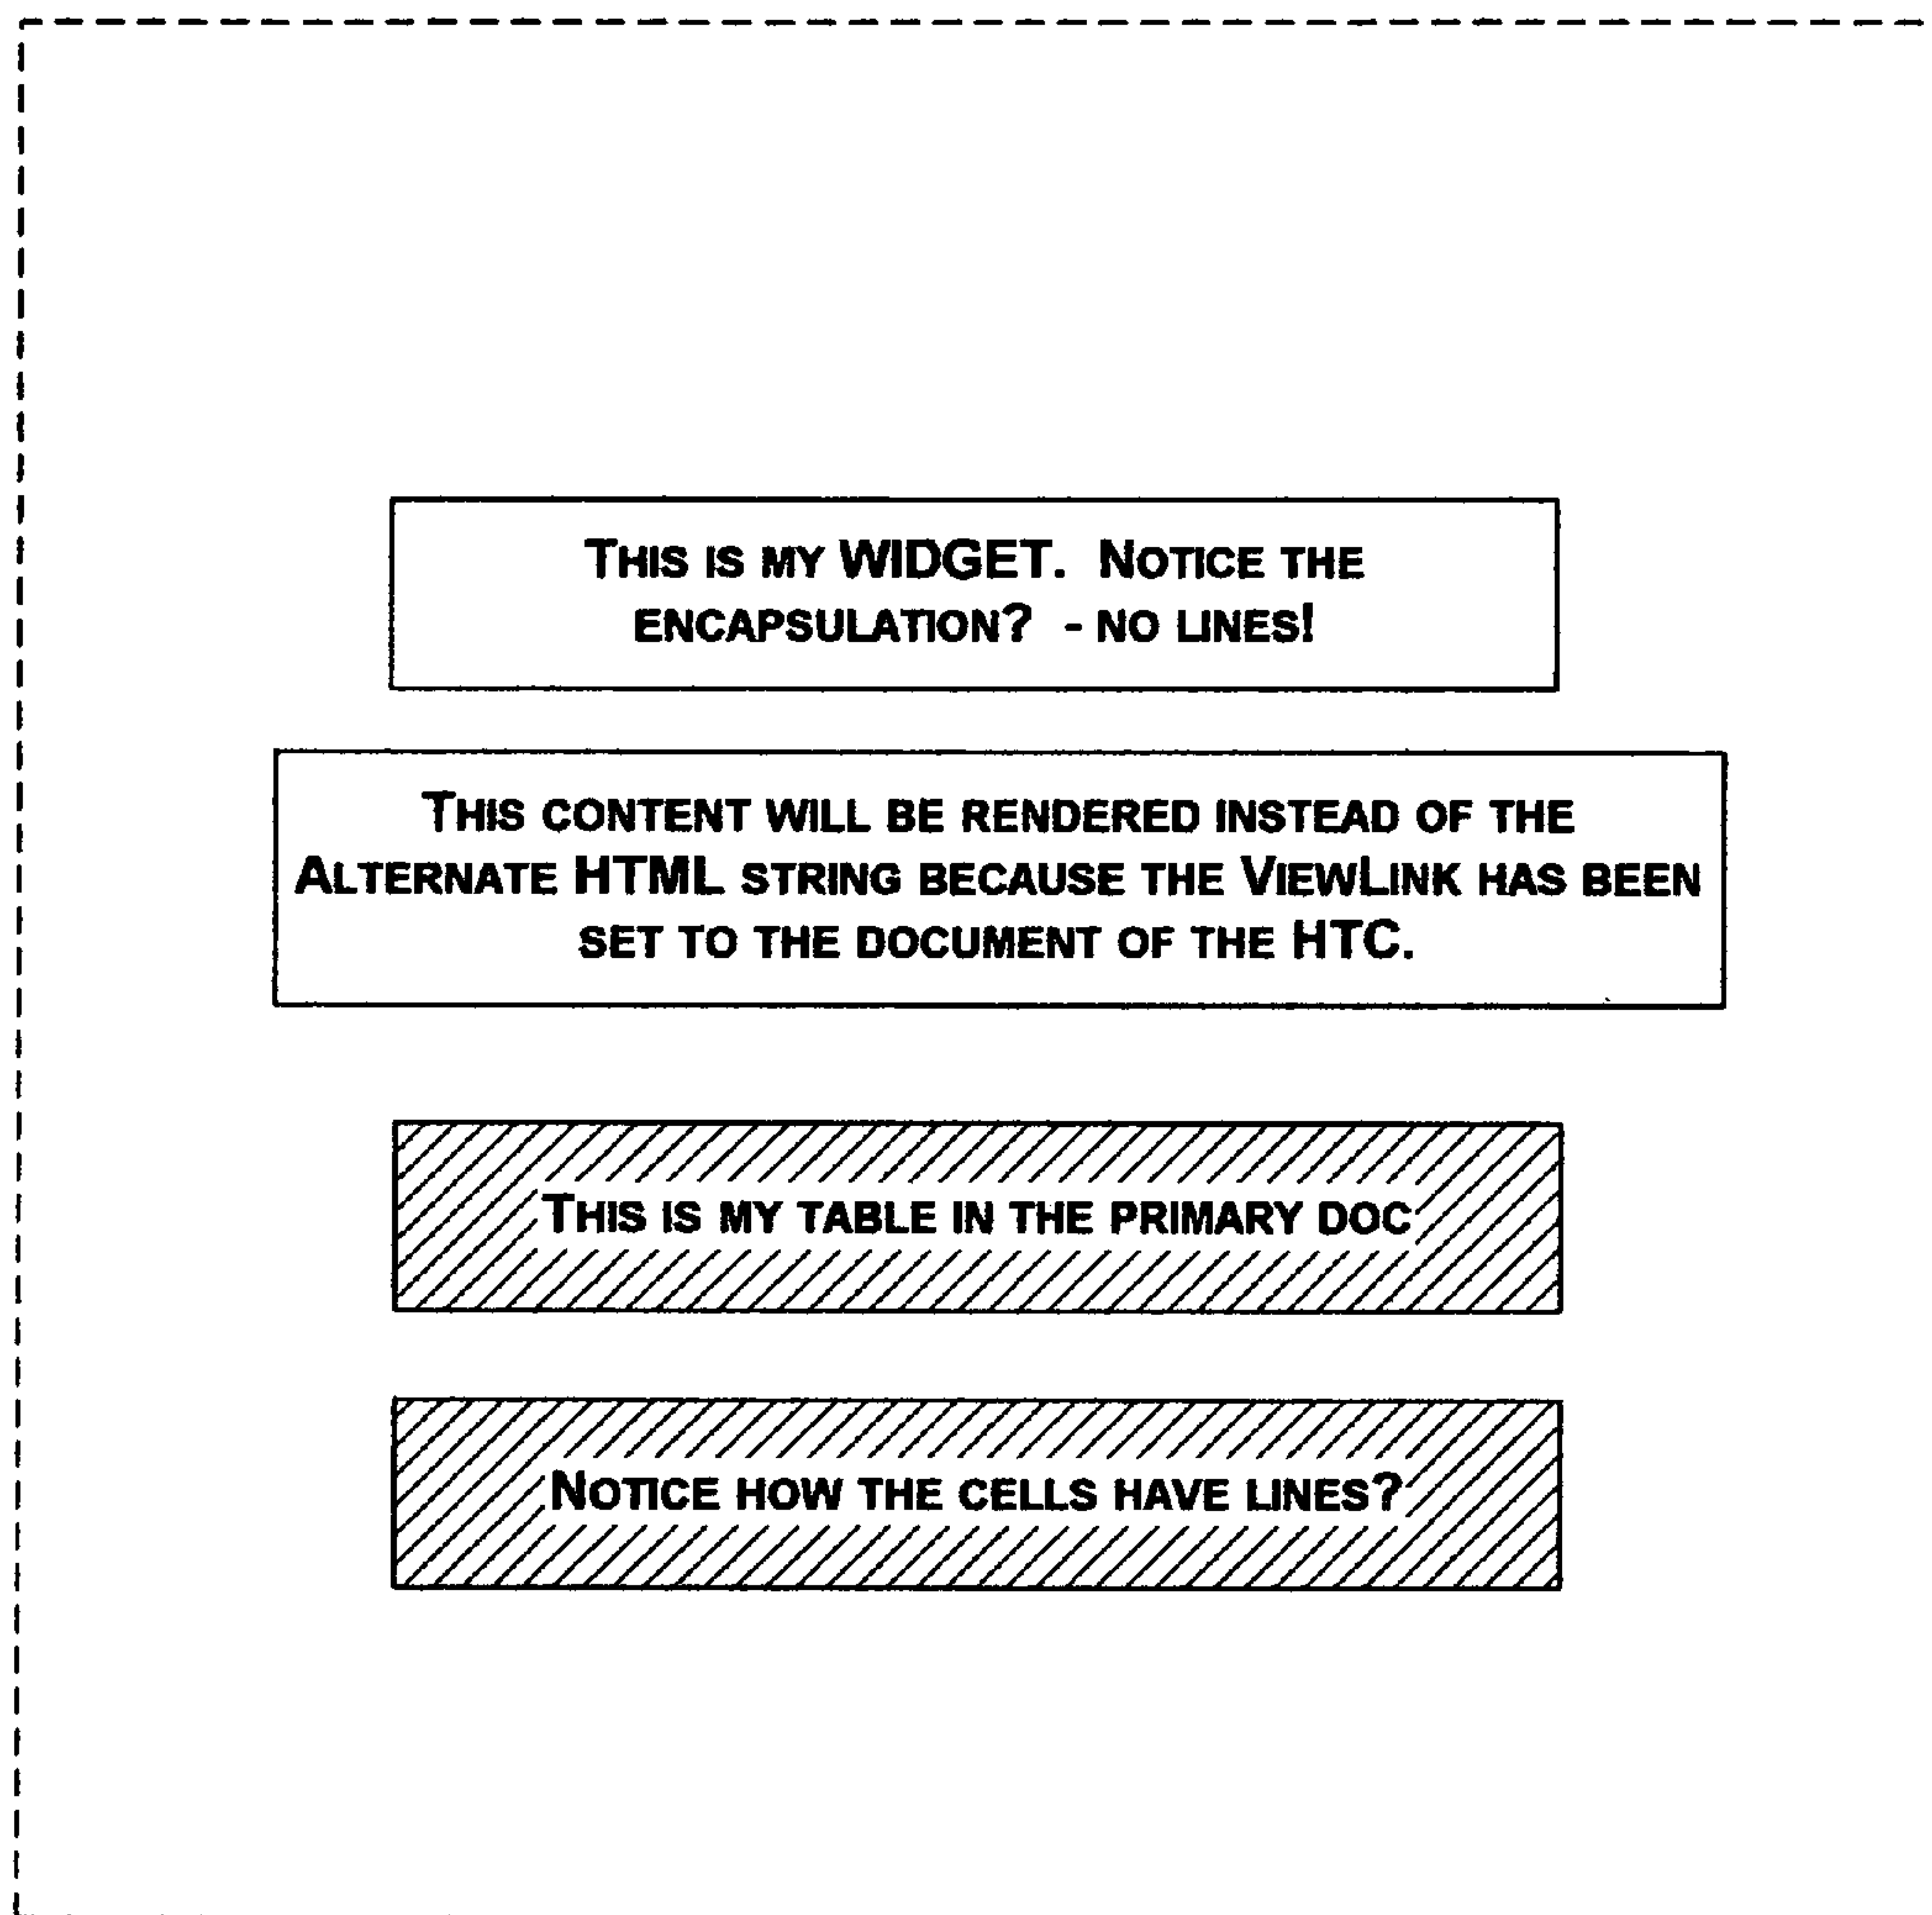 THIS IS MY WIDGET. NOTICE THE
ENCAPSULATION? - NO LINES!
THIS CONTENT WILL BE RENDERED INSTEAD OF THE
ALTERNATE HTML STRING BECAUSE THE VIEWLINK HAS BEEN
SET TO THE DOCUMENT OF THE HTC.
THIS IS MY TABLE IN THE PRIMARY DOC
NOTICE HOW THE CELLS HAVE LINES?